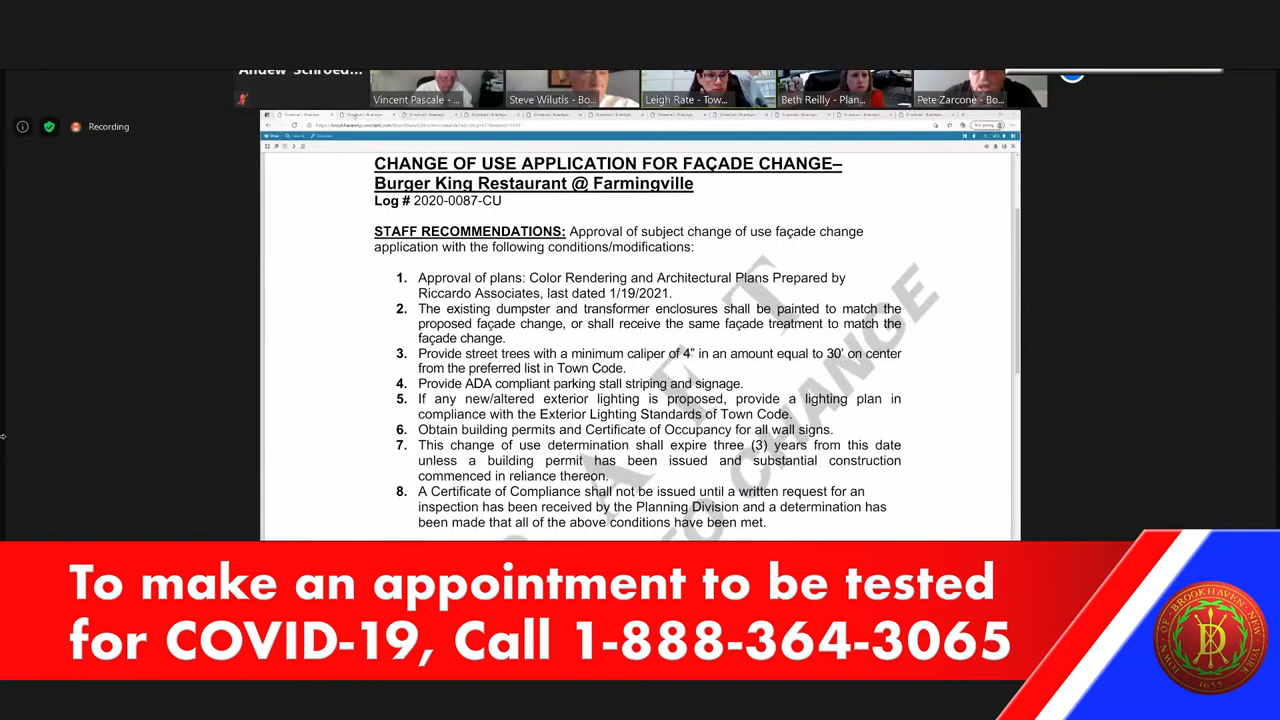 Andew Schroed...
Vincent Pascale - ...
Steve Wilutis - Bo...
Leigh Rate - Tow...
Beth Reilly - Plan...
Pete Zarcone - Bo...
Recording
CHANGE OF USE APPLICATION FOR FAÇADE CHANGE–
Burger King Restaurant @ Farmingville
Log # 2020-0087-CU
STAFF RECOMMENDATIONS: Approval of subject change of use façade change
application with the following conditions/modifications:
1. Approval of plans: Color Rendering and Architectural Plans Prepared by
Riccardo Associates, last dated 1/19/2021.
2. The existing dumpster and transformer enclosures shall be painted to match the
proposed façade change, or shall receive the same façade treatment to match the
façade change.
3. Provide street trees with a minimum caliper of 4" in an amount equal to 30' on center
from the preferred list in Town Code.
4. Provide ADA compliant parking stall striping and signage.
5. If any new/altered exterior lighting is proposed, provide a lighting plan in
compliance with the Exterior Lighting Standards of Town Code.
6. Obtain building permits and Certificate of Occupancy for all wall signs.
7. This change of use determination shall expire three (3) years from this date
unless a building permit has been issued and substantial construction
commenced in reliance thereon.
8. A Certificate of Compliance shall not be issued until a written request for an
inspection has been received by the Planning Division and a determination has
been made that all of the above conditions have been met.
A F T
TO CHANGE
To make an appointment to be tested
for COVID-19, Call 1-888-364-3065
TOWN OF BROOKHAVEN NEW YORK
1655